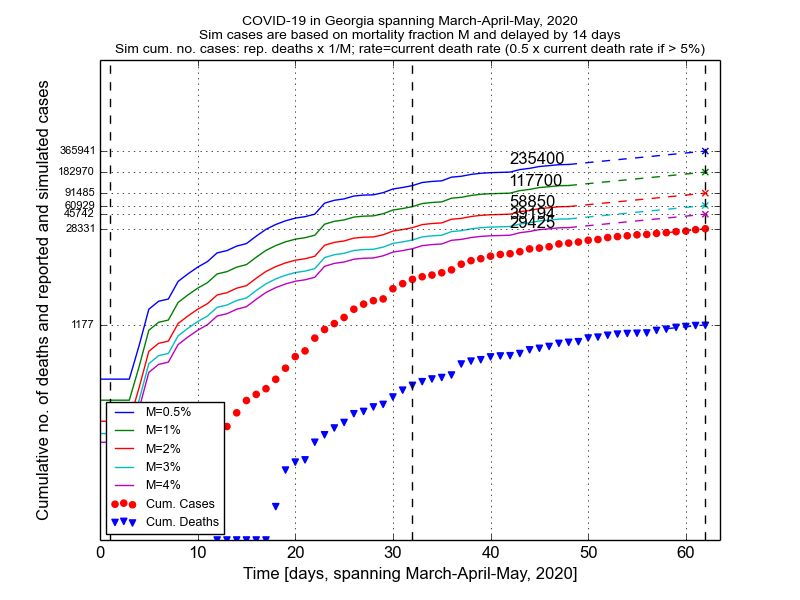 COVID-19 in Georgia spanning March-April-May, 2020
Sim cases are based on mortality fraction M and delayed by 14 days
Sim cum. no. cases: rep. deaths x 1/M; rate=current death rate (0.5 x current death rate if > 5%)
Cumulative no. of deaths and reported and simulated cases
365941
182970
91485
60929
45742
28331
1177
235400
117700
58850
39194
29425
M=0.5%
M=1%
M=2%
M=3%
M=4%
Cum. Cases
Cum. Deaths
0 10 20 30 40 50 60
Time [days, spanning March-April-May, 2020]